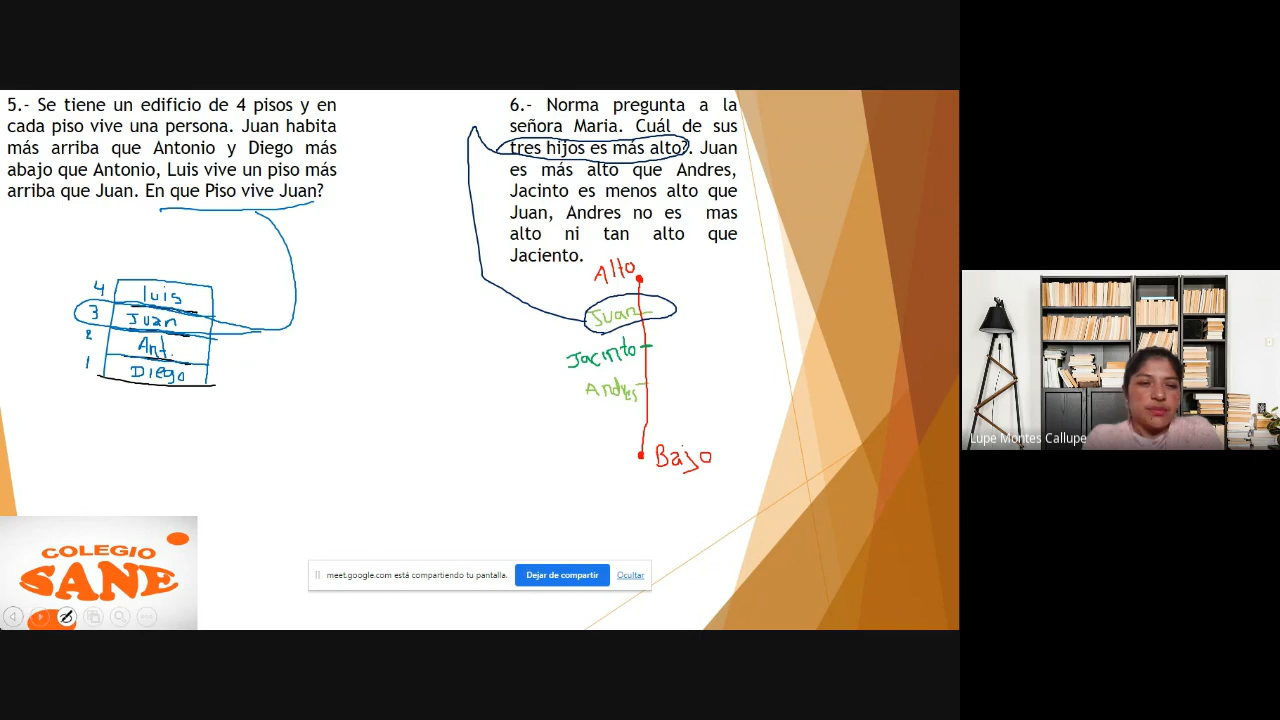 5.- Se tiene un edificio de 4 pisos y en
cada piso vive una persona. Juan habita
más arriba que Antonio y Diego más
abajo que Antonio, Luis vive un piso más
arriba que Juan. En que Piso vive Juan?
4 luis
3 Juan
2 Ant.
1 Diego
6.- Norma pregunta a la
señora Maria. Cuál de sus
tres hijos es más alto?. Juan
es más alto que Andres,
Jacinto es menos alto que
Juan, Andres no es mas
alto ni tan alto que
Jaciento.
Alto
Juan
Jacinto
Andres
Bajo
COLEGIO
SANE
meet.google.com está compartiendo tu pantalla.
Dejar de compartir
Ocultar
Lupe Montes Callupe